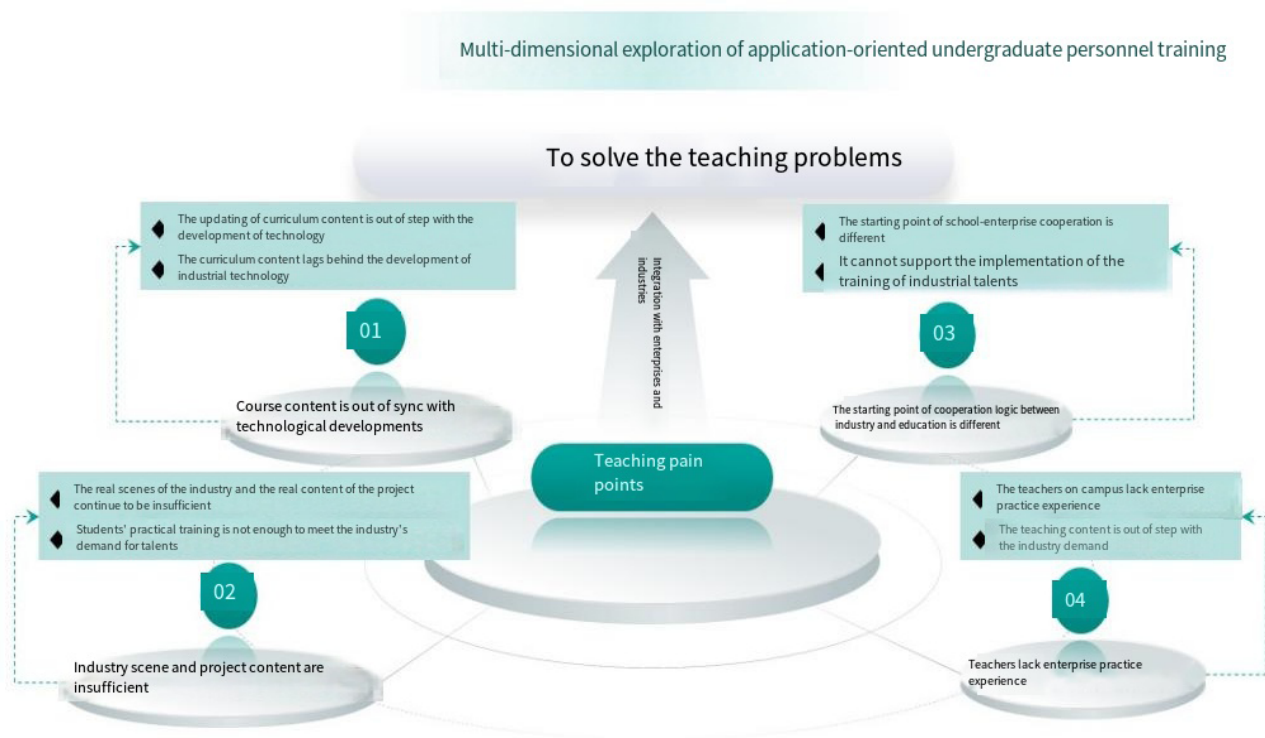 Multi-dimensional exploration of application-oriented undergraduate personnel training
To solve the teaching problems
The updating of curriculum content is out of step with the
development of technology
The curriculum content lags behind the development of
industrial technology
01
Course content is out of sync with
technological developments
The real scenes of the industry and the real content of the project
continue to be insufficient
Students' practical training is not enough to meet the industry's
demand for talents
02
Industry scene and project content are
insufficient
Integration with enterprises and
industries
Teaching pain
points
The starting point of school-enterprise cooperation is
different
It cannot support the implementation of the
training of industrial talents
03
The starting point of cooperation logic between
industry and education is different
The teachers on campus lack enterprise
practice experience
The teaching content is out of step with
the industry demand
04
Teachers lack enterprise practice
experience